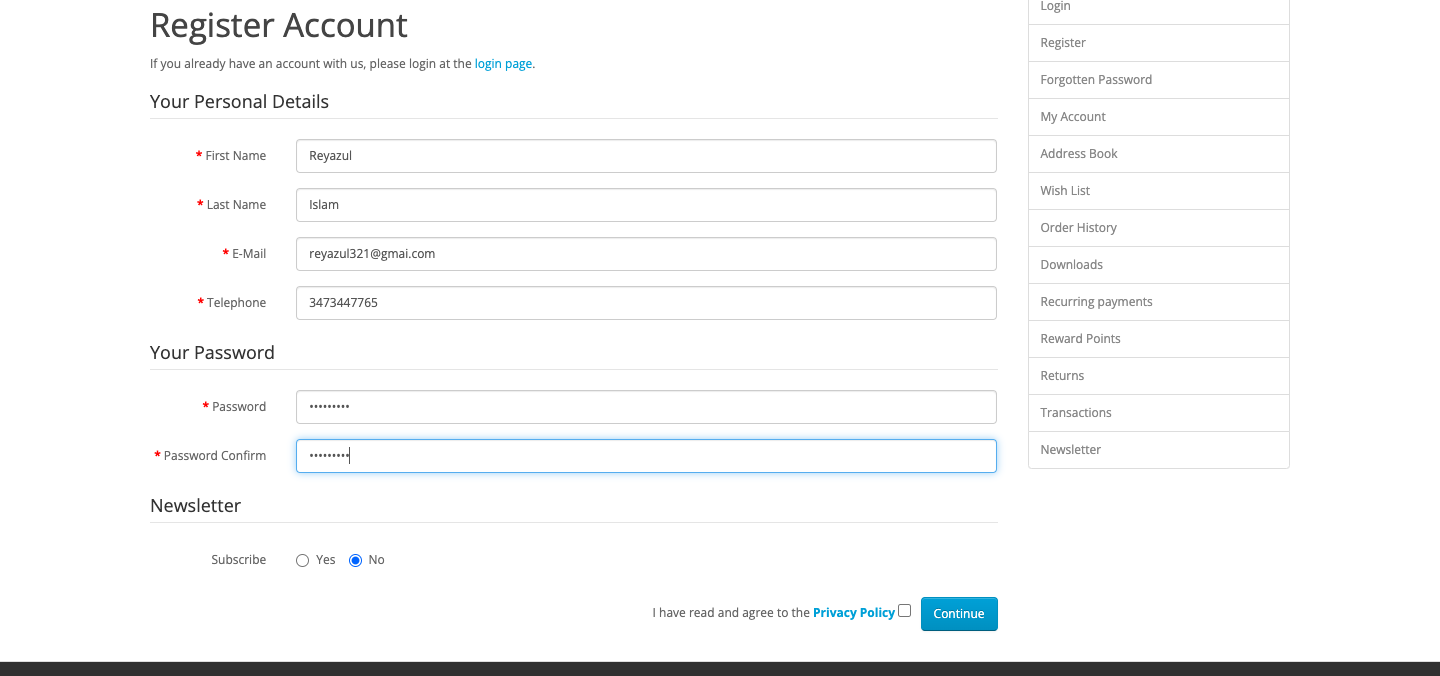 Register Account
If you already have an account with us, please login at the login page.
Your Personal Details
* First Name
Reyazul
* Last Name
Islam
* E-Mail
reyazul321@gmai.com
* Telephone
3473447765
Your Password
* Password
•••••••••
* Password Confirm
•••••••••
Newsletter
Subscribe
Yes
No
I have read and agree to the Privacy Policy
Continue
Login
Register
Forgotten Password
My Account
Address Book
Wish List
Order History
Downloads
Recurring payments
Reward Points
Returns
Transactions
Newsletter